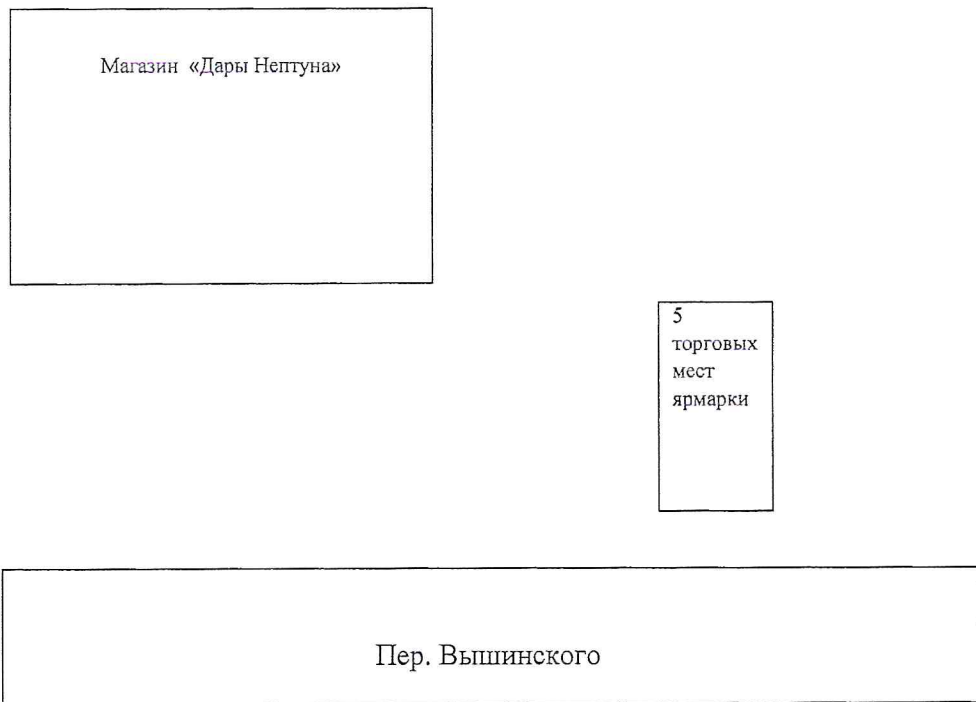 Магазин «Дары Нептуна»
5
торговых
мест
ярмарки
Пер. Вышинского